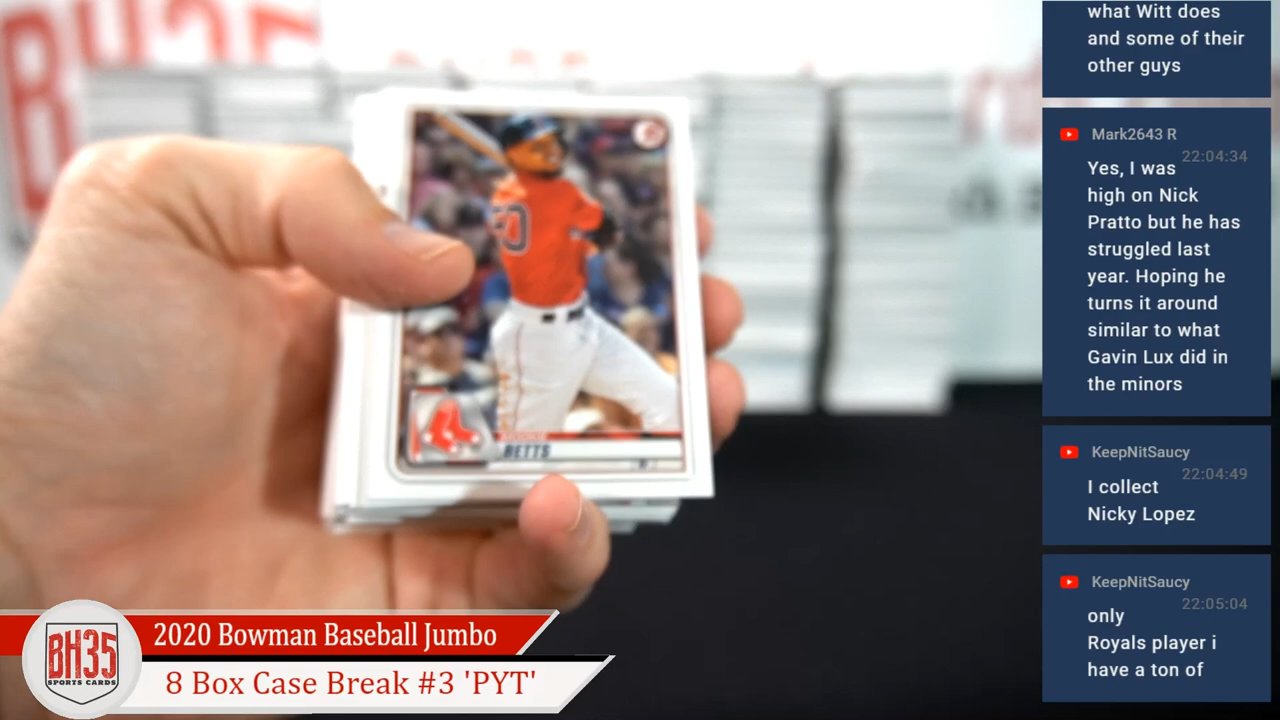 what Witt does
and some of their
other guys
Mark2643 R
22:04:34
Yes, I was
high on Nick
Pratto but he has
struggled last
year. Hoping he
turns it around
similar to what
Gavin Lux did in
the minors
KeepNitSaucy
22:04:49
I collect
Nicky Lopez
KeepNitSaucy
22:05:04
only
Royals player i
have a ton of
BH35
50
MOOKIE
BETTS
BH35
SPORTS CARDS
2020 Bowman Baseball Jumbo
8 Box Case Break #3 'PYT'